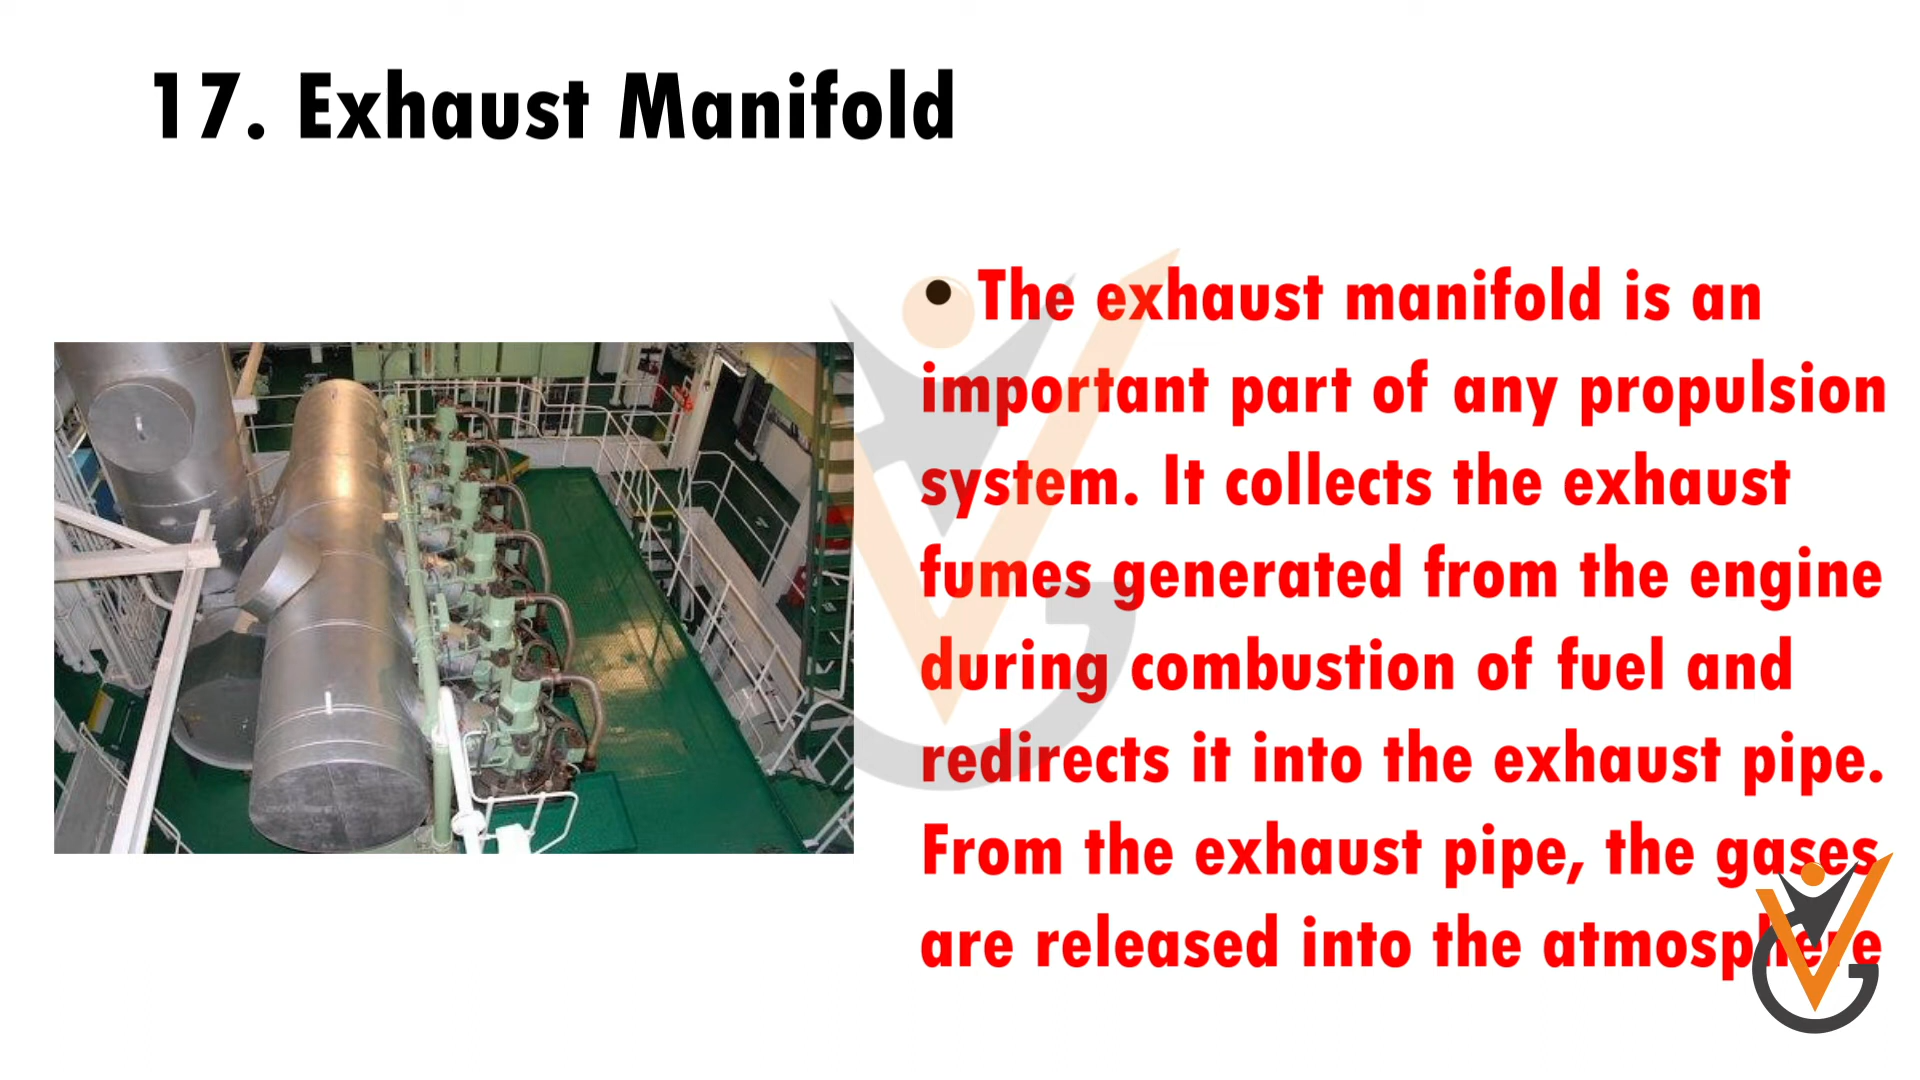 17. Exhaust Manifold
• The exhaust manifold is an
important part of any propulsion
system. It collects the exhaust
fumes generated from the engine
during combustion of fuel and
redirects it into the exhaust pipe.
From the exhaust pipe, the gases
are released into the atmosphere